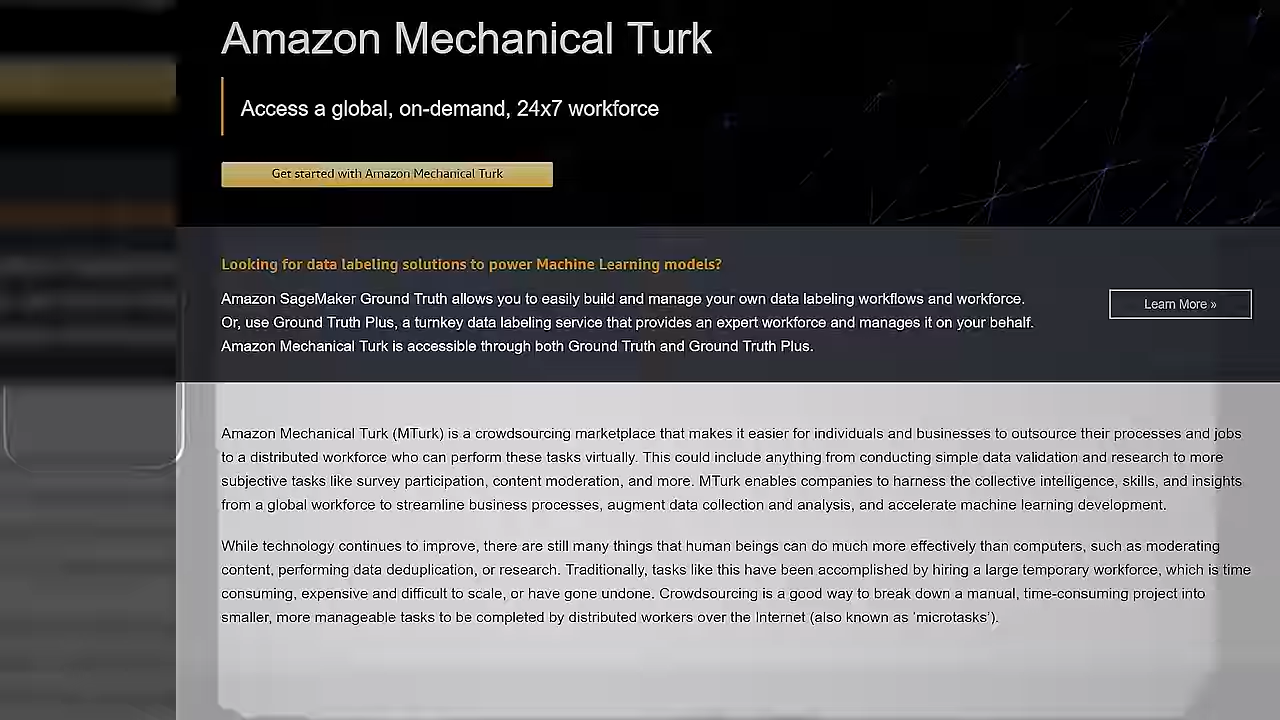 Amazon Mechanical Turk
Access a global, on-demand, 24x7 workforce
Get started with Amazon Mechanical Turk
Looking for data labeling solutions to power Machine Learning models?
Amazon SageMaker Ground Truth allows you to easily build and manage your own data labeling workflows and workforce.
Or, use Ground Truth Plus, a turnkey data labeling service that provides an expert workforce and manages it on your behalf.
Amazon Mechanical Turk is accessible through both Ground Truth and Ground Truth Plus.
Learn More »
Amazon Mechanical Turk (MTurk) is a crowdsourcing marketplace that makes it easier for individuals and businesses to outsource their processes and jobs
to a distributed workforce who can perform these tasks virtually. This could include anything from conducting simple data validation and research to more
subjective tasks like survey participation, content moderation, and more. MTurk enables companies to harness the collective intelligence, skills, and insights
from a global workforce to streamline business processes, augment data collection and analysis, and accelerate machine learning development.
While technology continues to improve, there are still many things that human beings can do much more effectively than computers, such as moderating
content, performing data deduplication, or research. Traditionally, tasks like this have been accomplished by hiring a large temporary workforce, which is time
consuming, expensive and difficult to scale, or have gone undone. Crowdsourcing is a good way to break down a manual, time-consuming project into
smaller, more manageable tasks to be completed by distributed workers over the Internet (also known as ‘microtasks’).